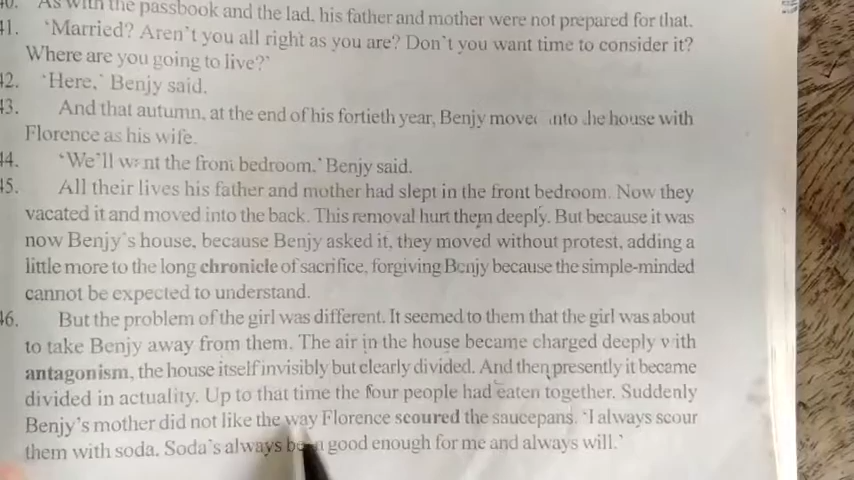 40. As with the passbook and the lad, his father and mother were not prepared for that.
41. 'Married? Aren't you all right as you are? Don't you want time to consider it?
Where are you going to live?'
42. 'Here,' Benjy said.
43. And that autumn, at the end of his fortieth year, Benjy moved into the house with
Florence as his wife.
44. 'We'll want the front bedroom,' Benjy said.
45. All their lives his father and mother had slept in the front bedroom. Now they
vacated it and moved into the back. This removal hurt them deeply. But because it was
now Benjy's house, because Benjy asked it, they moved without protest, adding a
little more to the long chronicle of sacrifice, forgiving Benjy because the simple-minded
cannot be expected to understand.
46. But the problem of the girl was different. It seemed to them that the girl was about
to take Benjy away from them. The air in the house became charged deeply with
antagonism, the house itself invisibly but clearly divided. And then presently it became
divided in actuality. Up to that time the four people had eaten together. Suddenly
Benjy's mother did not like the way Florence scoured the saucepans. 'I always scour
them with soda. Soda's always been good enough for me and always will.'